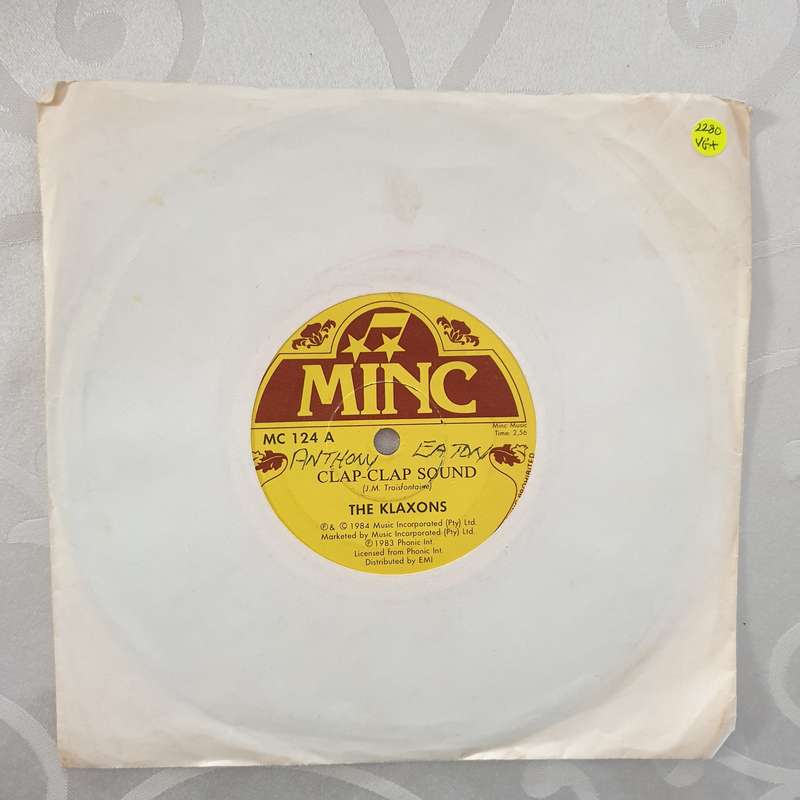 2280
VG+
MINC
Minc Music
Time: 2,56
MC 124 A
ANTHONY EATON
CLAP-CLAP SOUND
(J.M. Troisfontaine)
THE KLAXONS
℗ & © 1984 Music Incorporated (Pty) Ltd.
Marketed by Music Incorporated (Pty) Ltd.
℗ 1983 Phonic Int.
Licensed from Phonic Int.
Distributed by EMI
PROHIBITED